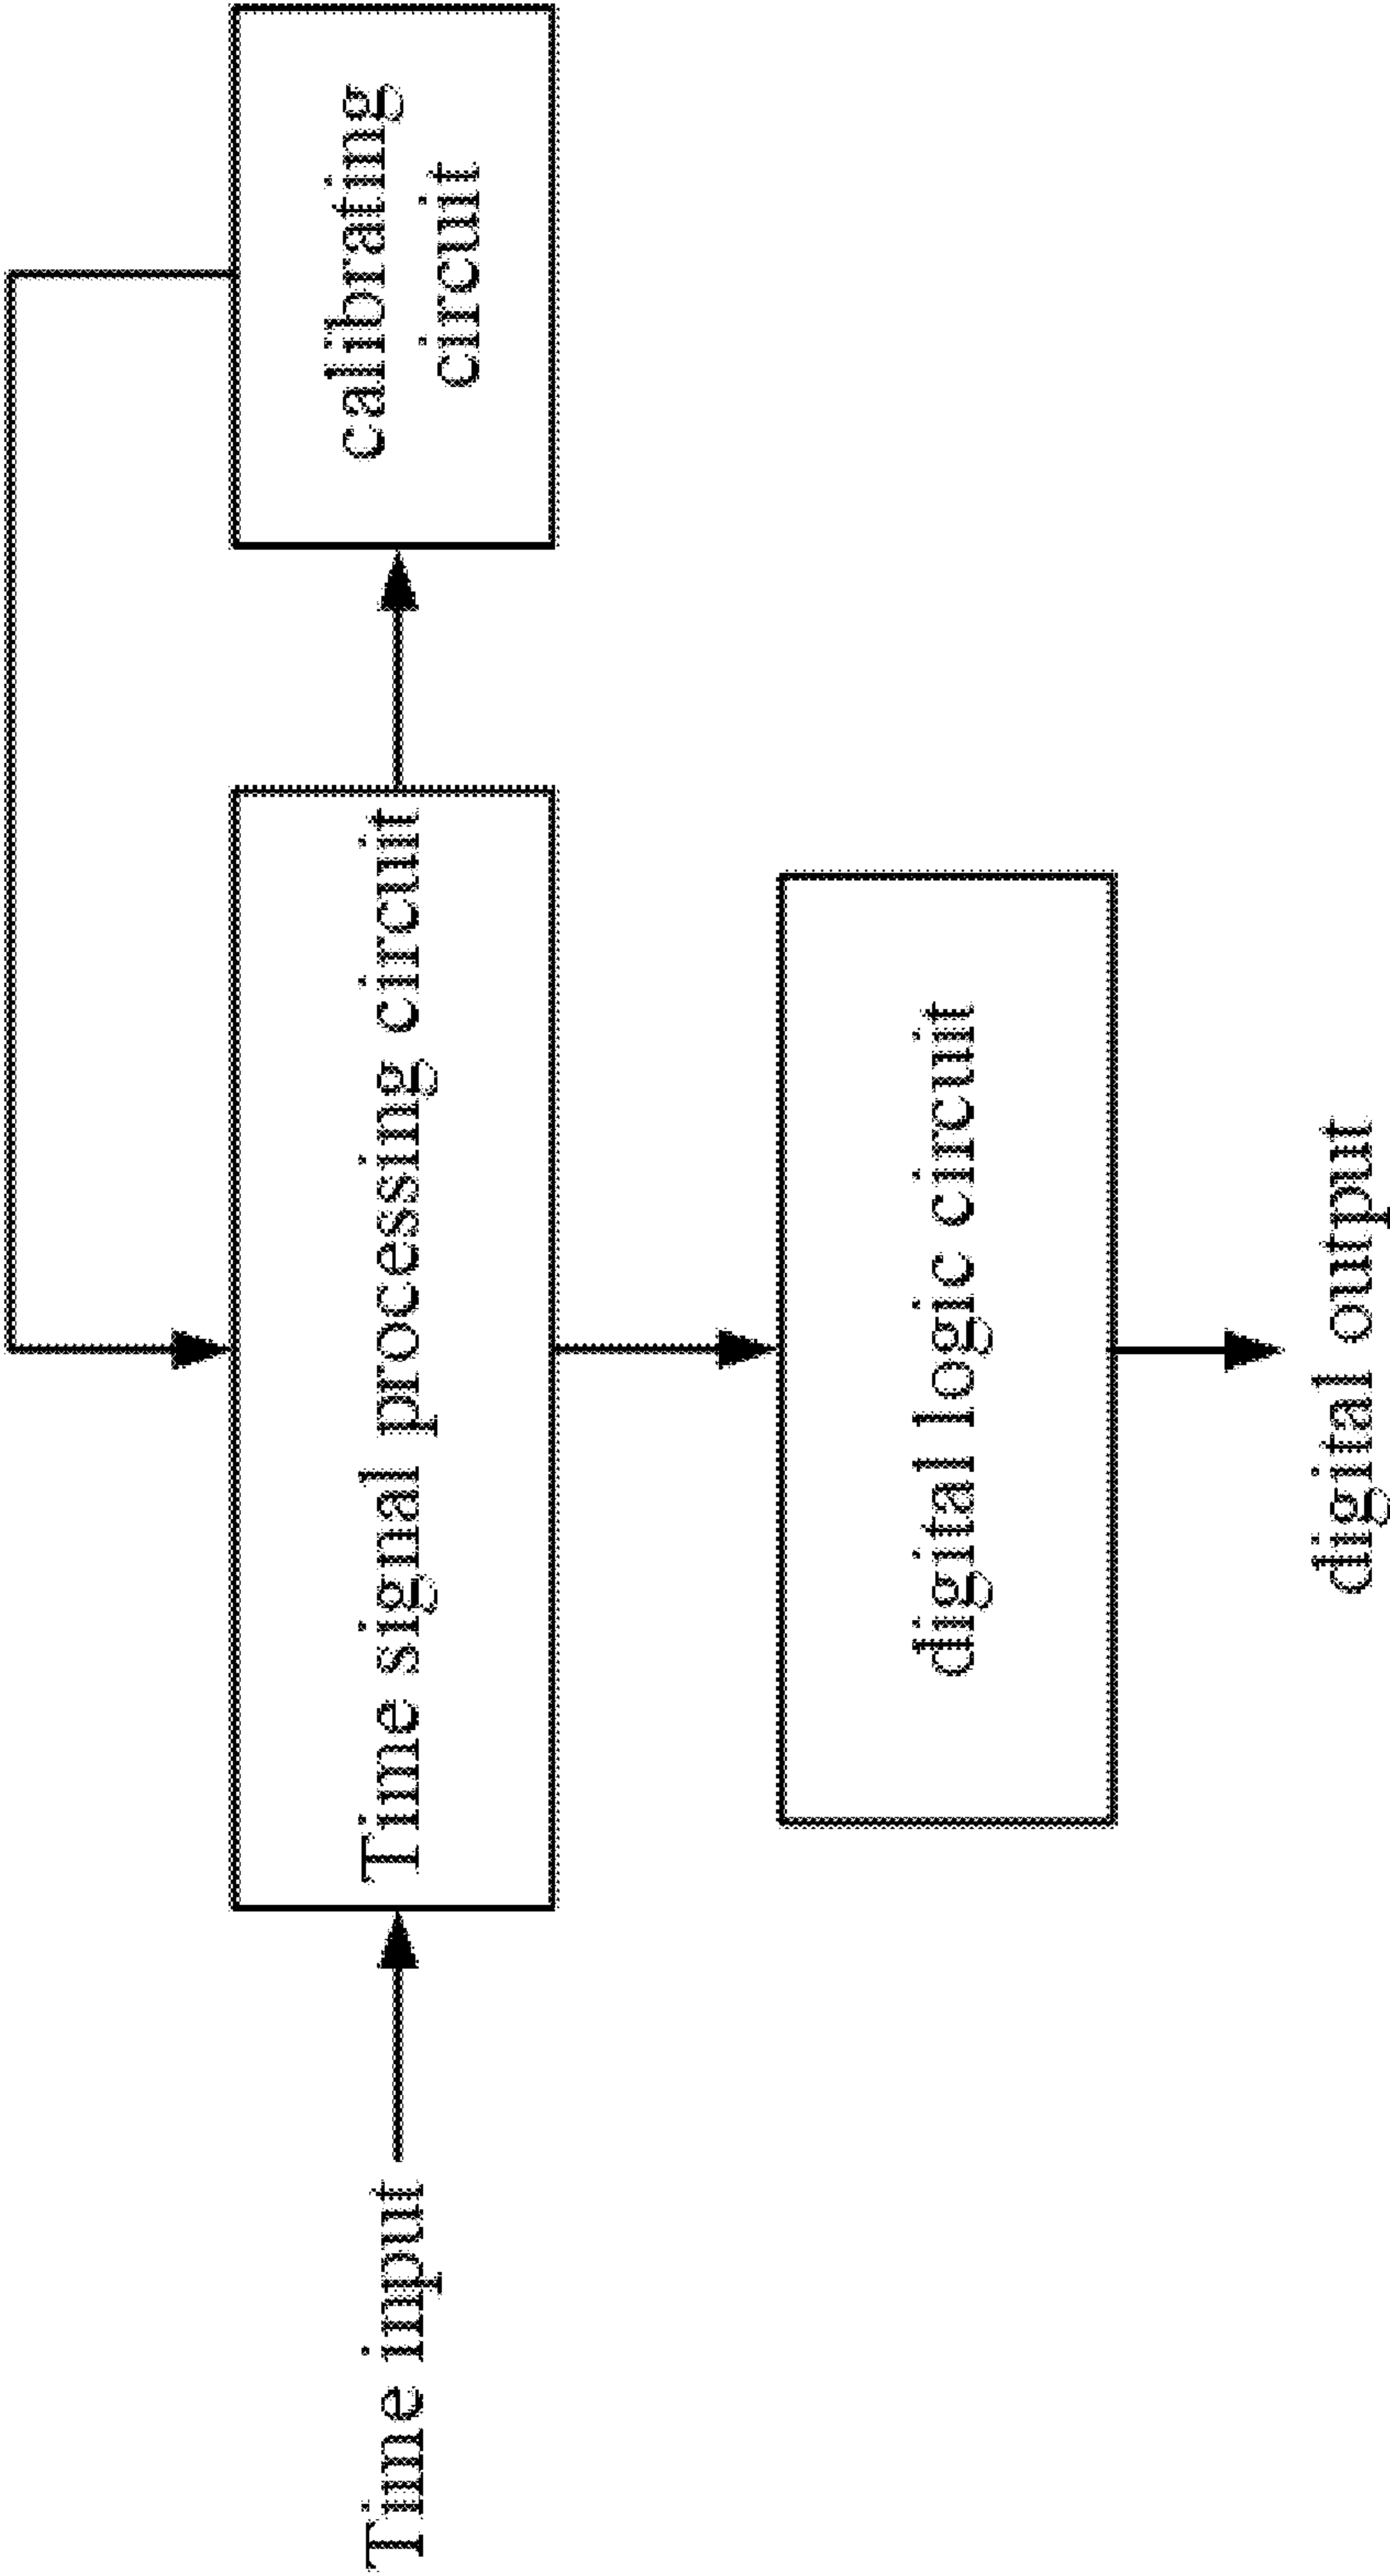 Time input
Time signal processing circuit
calibrating
circuit
digital logic circuit
digital output